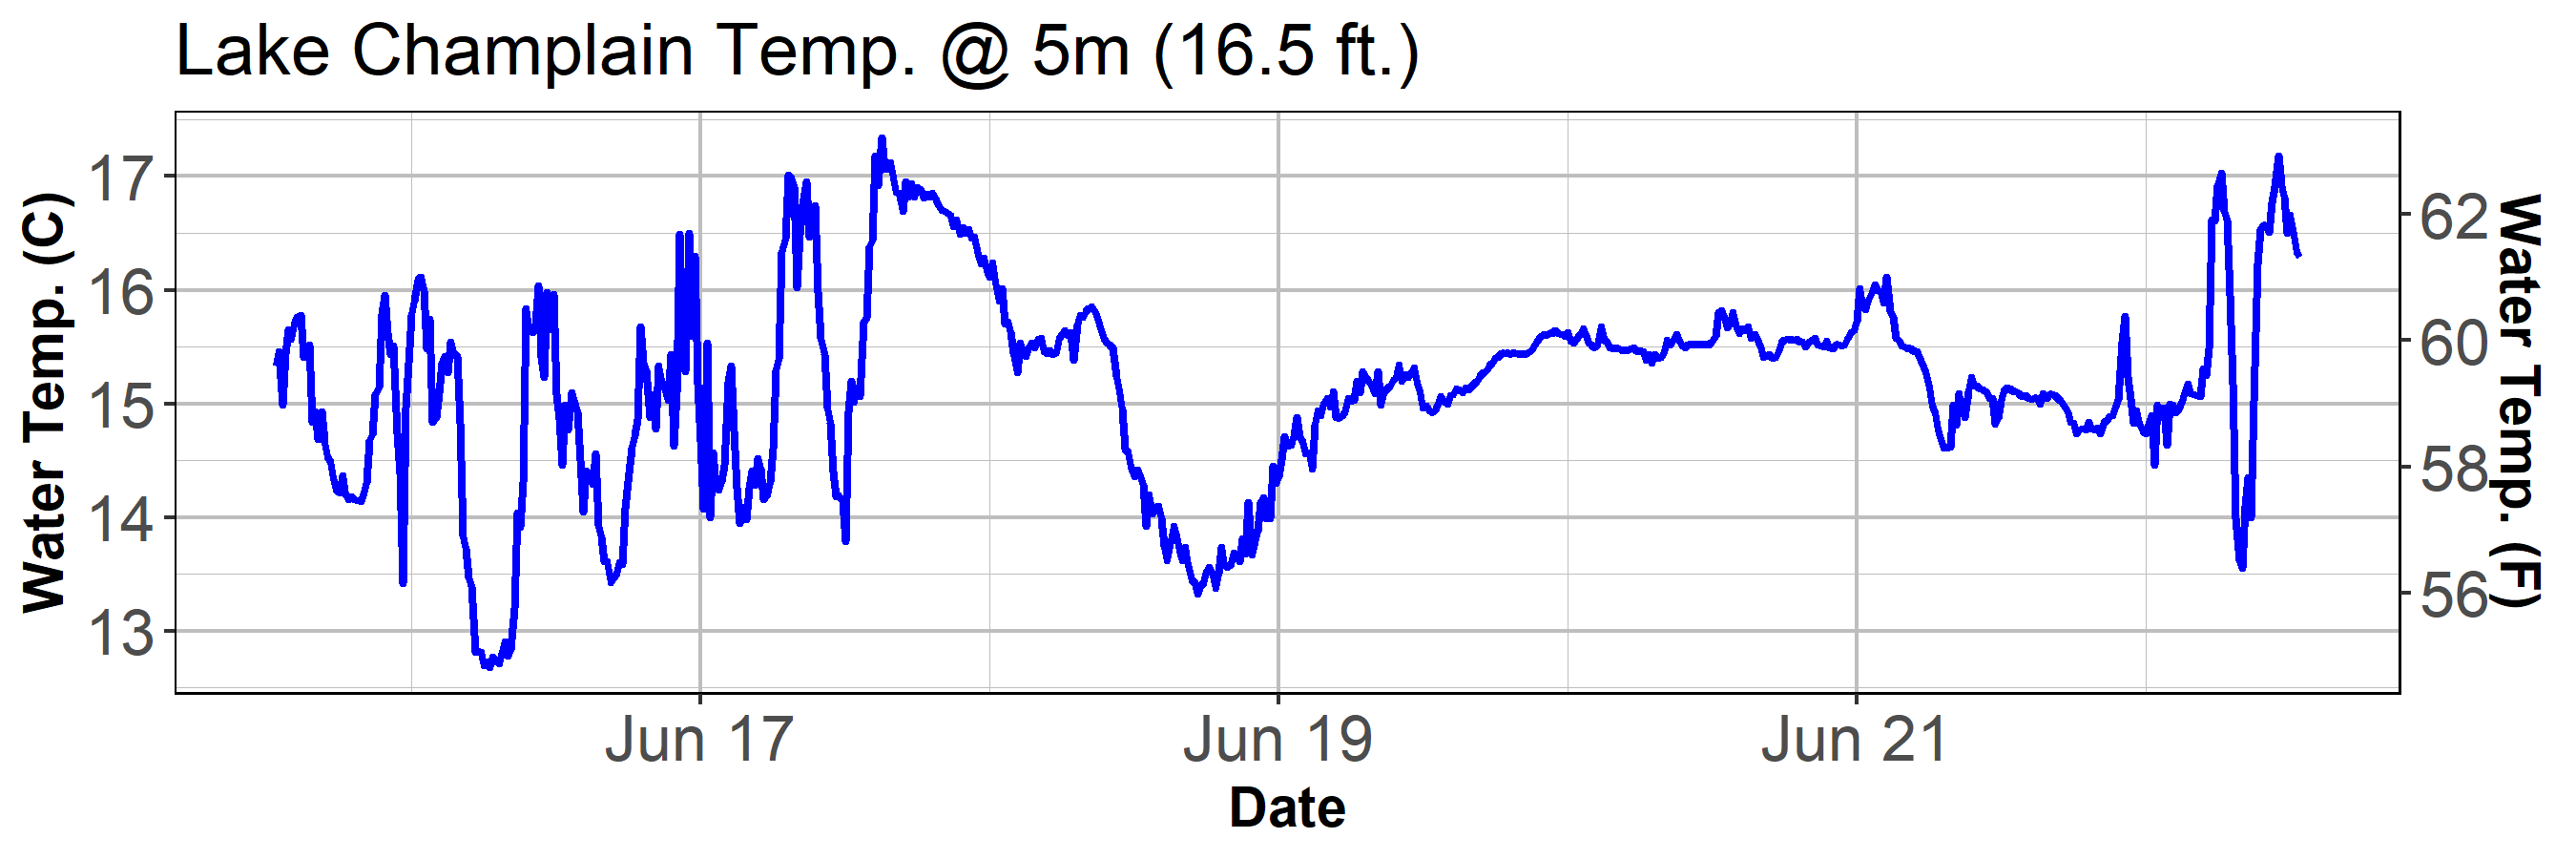 Lake Champlain Temp. @ 5m (16.5 ft.)
Water Temp. (C)
17
16
15
14
13
62
60
58
56
Water Temp. (F)
Jun 17 Jun 19 Jun 21
Date